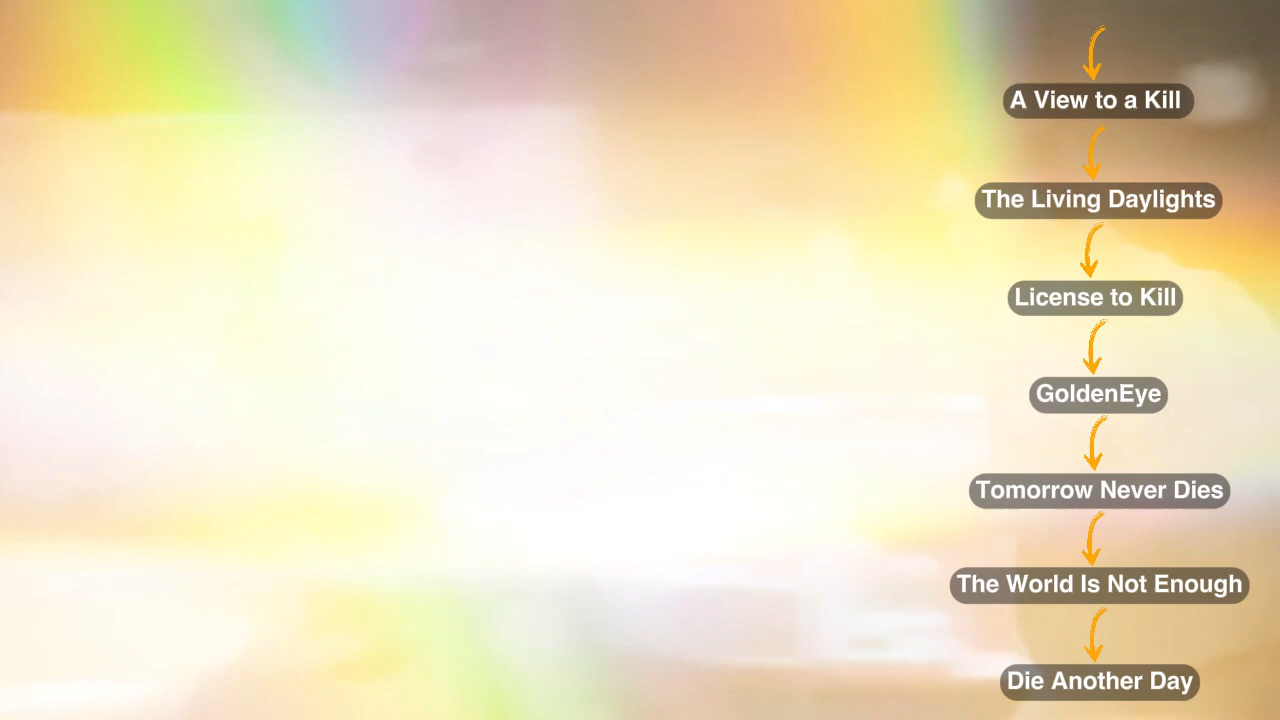 A View to a Kill
The Living Daylights
License to Kill
GoldenEye
Tomorrow Never Dies
The World Is Not Enough
Die Another Day